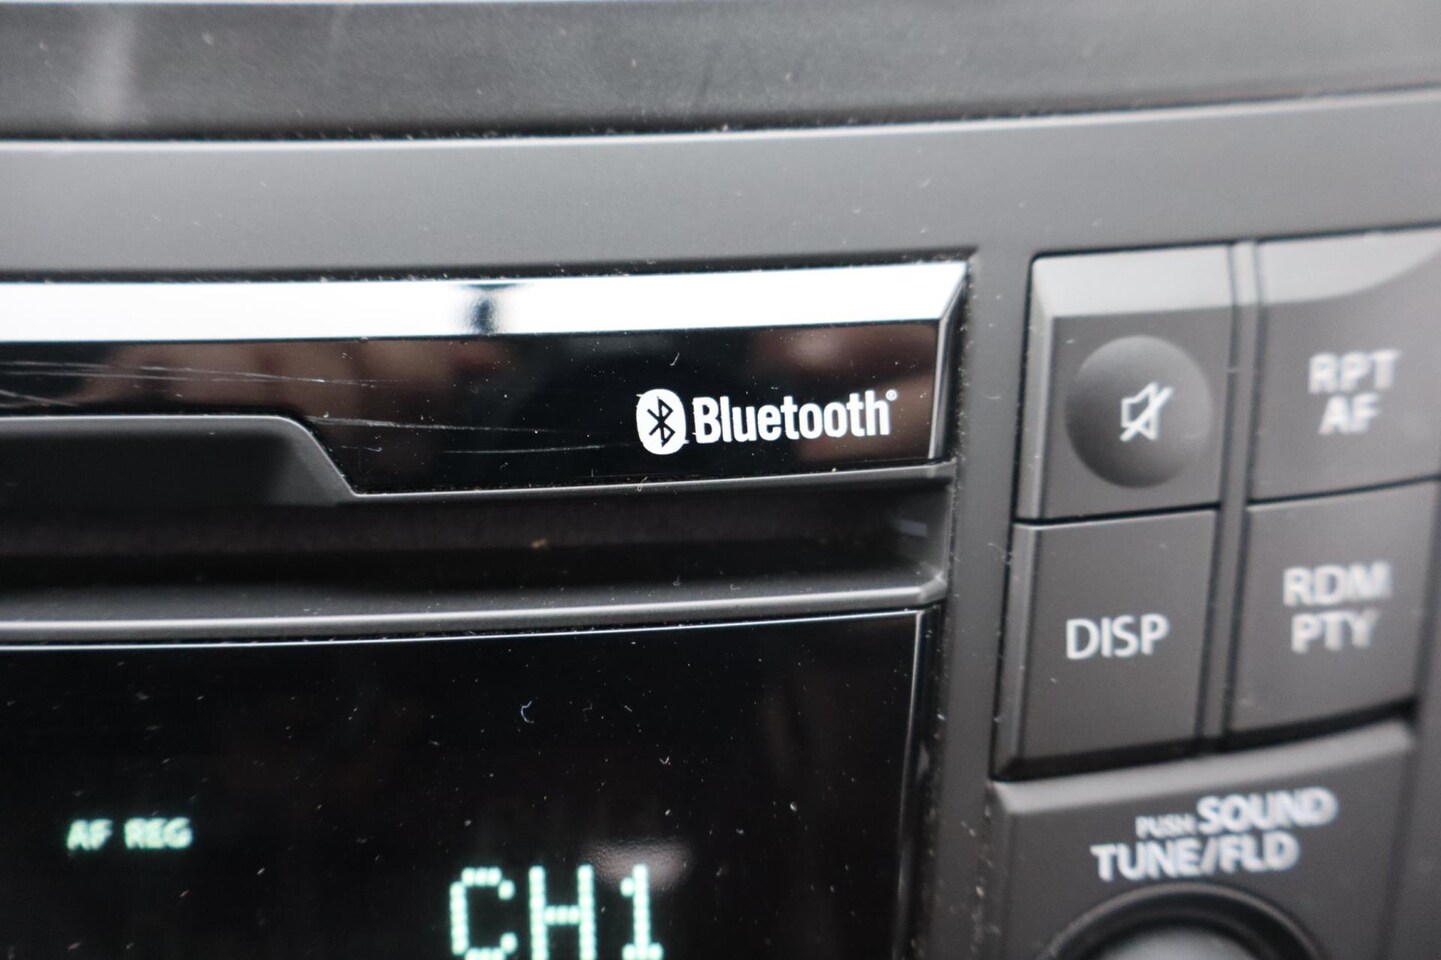 Bluetooth®
RPT
AF
DISP
RDM
PTY
PUSH SOUND
TUNE/FLD
AF REG
CH1